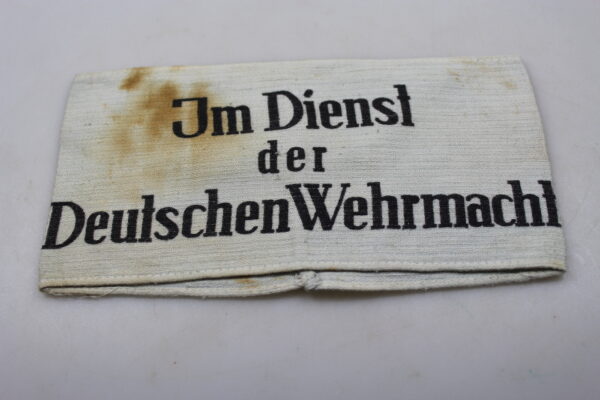 Im Dienst
der
Deutschen Wehrmacht